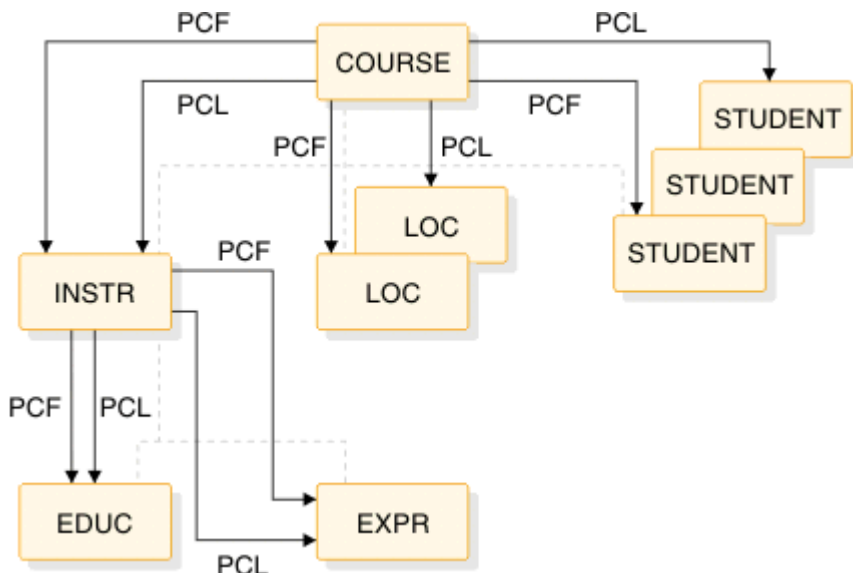 PCF
PCL
COURSE
PCL
PCF
STUDENT
PCF
PCL
STUDENT
LOC
STUDENT
PCF
INSTR
LOC
PCF
PCL
EDUC
EXPR
PCL